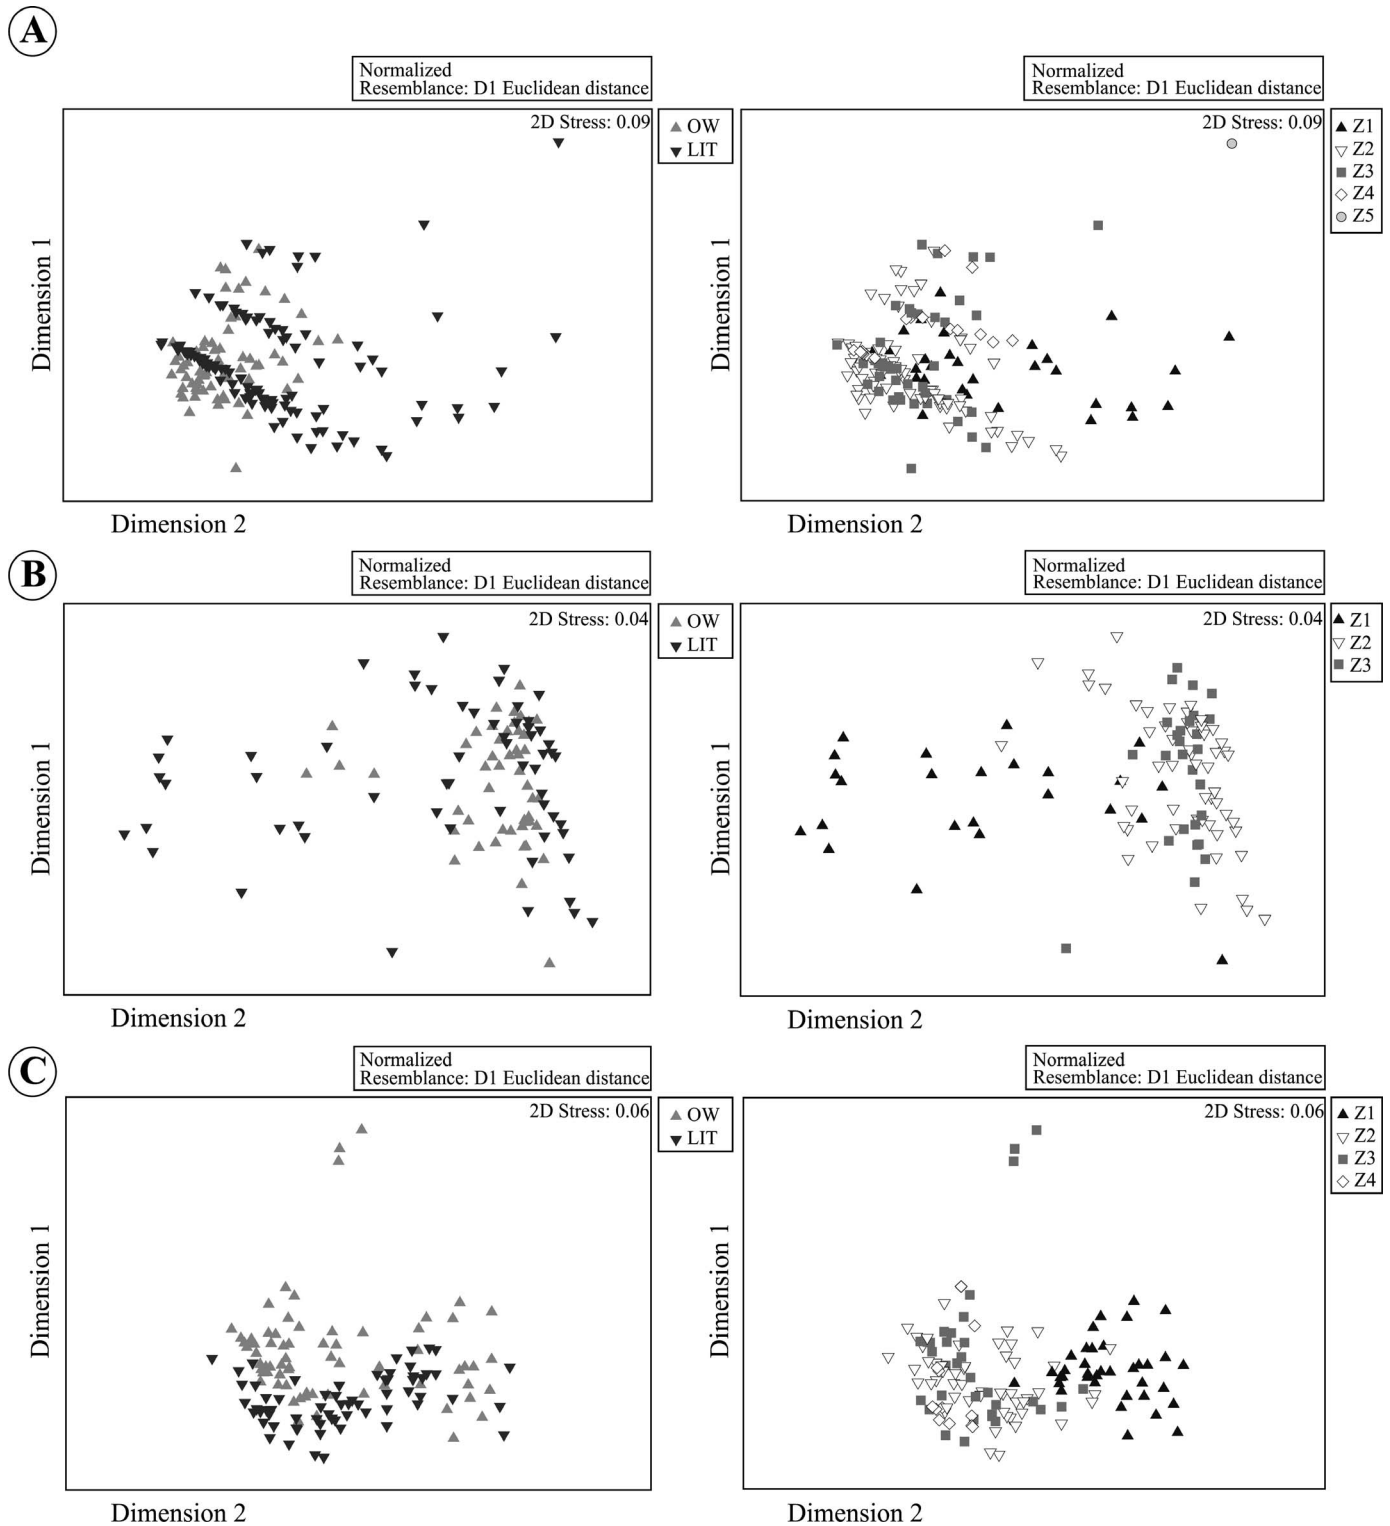 A
Normalized
Resemblance: D1 Euclidean distance
2D Stress: 0.09
OW
LIT
Dimension 1
Dimension 2
Normalized
Resemblance: D1 Euclidean distance
2D Stress: 0.09
Z1
Z2
Z3
Z4
Z5
Dimension 1
Dimension 2
B
Normalized
Resemblance: D1 Euclidean distance
2D Stress: 0.04
OW
LIT
Dimension 1
Dimension 2
Normalized
Resemblance: D1 Euclidean distance
2D Stress: 0.04
Z1
Z2
Z3
Dimension 1
Dimension 2
C
Normalized
Resemblance: D1 Euclidean distance
2D Stress: 0.06
OW
LIT
Dimension 1
Dimension 2
Normalized
Resemblance: D1 Euclidean distance
2D Stress: 0.06
Z1
Z2
Z3
Z4
Dimension 1
Dimension 2